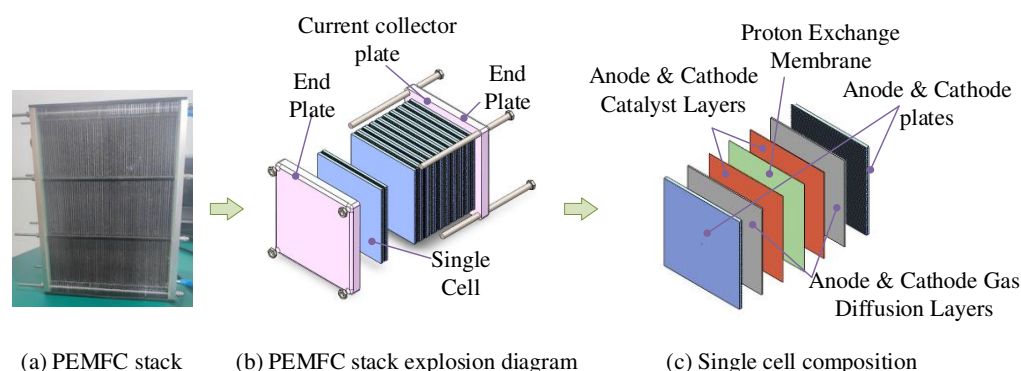 Current collector
plate
End
Plate
End
Plate
Single
Cell
Proton Exchange
Membrane
Anode & Cathode
Catalyst Layers
Anode & Cathode
plates
Anode & Cathode Gas
Diffusion Layers
(a) PEMFC stack
(b) PEMFC stack explosion diagram
(c) Single cell composition